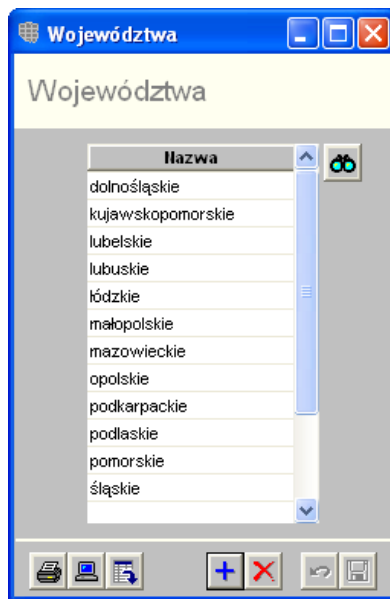 Województwa
Województwa
Nazwa
dolnośląskie
kujawskopomorskie
lubelskie
lubuskie
łódzkie
małopolskie
mazowieckie
opolskie
podkarpackie
podlaskie
pomorskie
śląskie